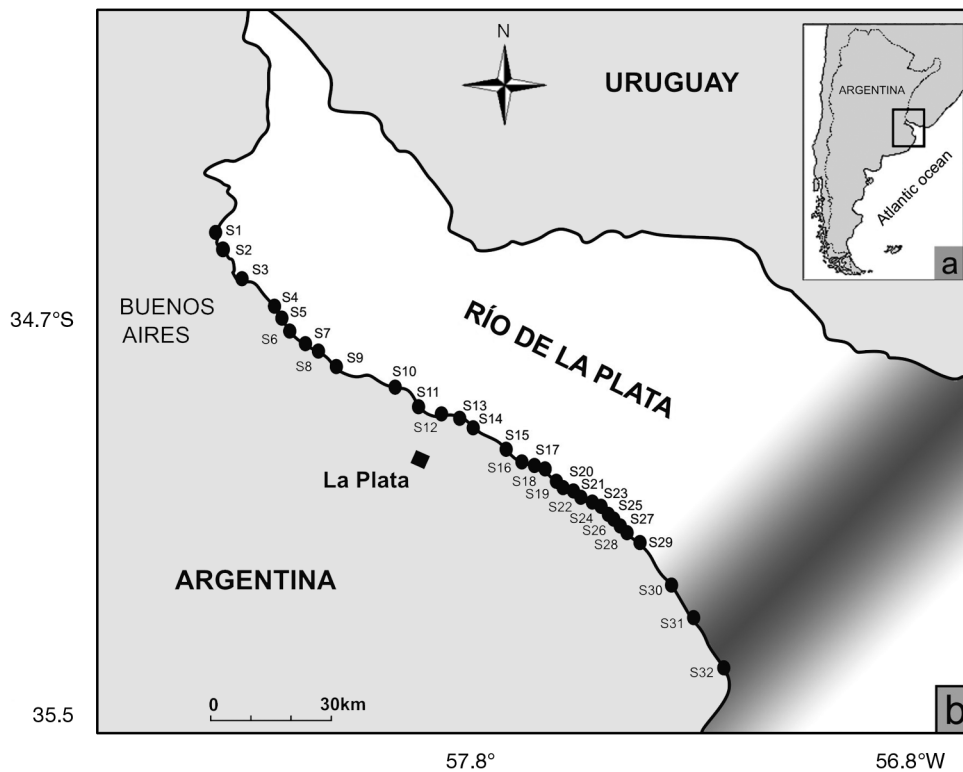 N
URUGUAY
ARGENTINA
Atlantic ocean
a
S1
S2
S3
BUENOS
AIRES
34.7°S
S4
S5
S6
S7
S8
S9
RÍO DE LA PLATA
S10
S11
S12
S13
S14
S15
S16
S17
S18
La Plata
S19
S20
S21
S22
S23
S24
S25
S26
S27
S28
S29
ARGENTINA
S30
S31
S32
0
30km
b
35.5
57.8°
56.8°W